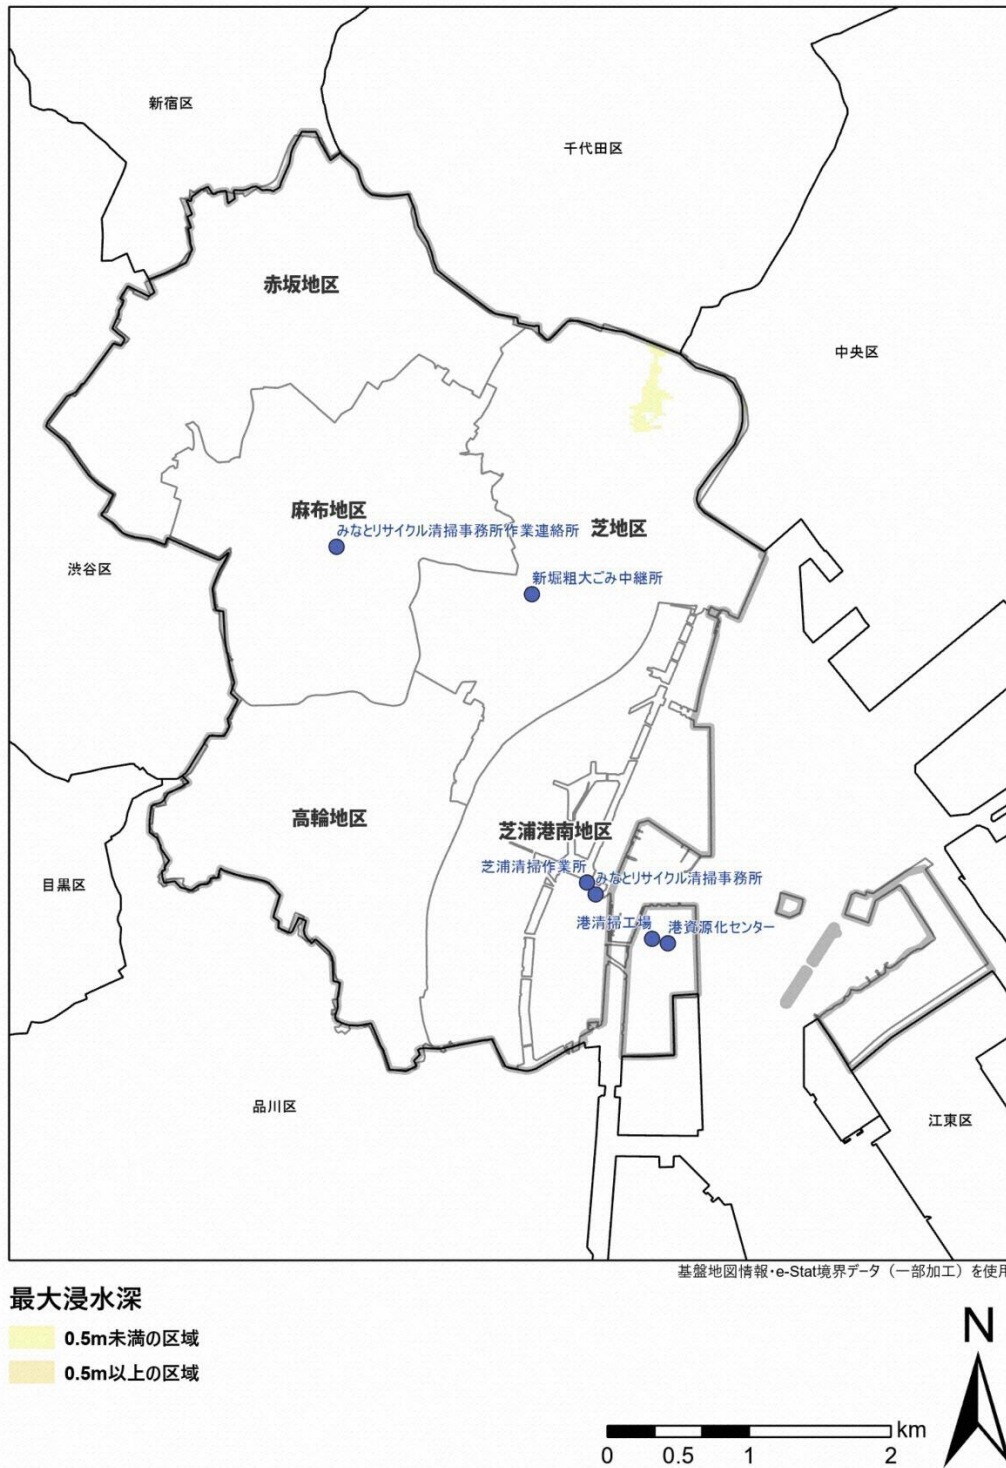 新宿区
千代田区
赤坂地区
中央区
麻布地区
みなとリサイクル清掃事務所作業連絡所
芝地区
渋谷区
新堀粗大ごみ中継所
高輪地区
芝浦港南地区
芝浦清掃作業所
みなとリサイクル清掃事務所
目黒区
港清掃工場
港資源化センター
品川区
江東区
基盤地図情報・e-Stat境界データ（一部加工）を使用
最大浸水深
0.5m未満の区域
0.5m以上の区域
N
km
0 0.5 1 2